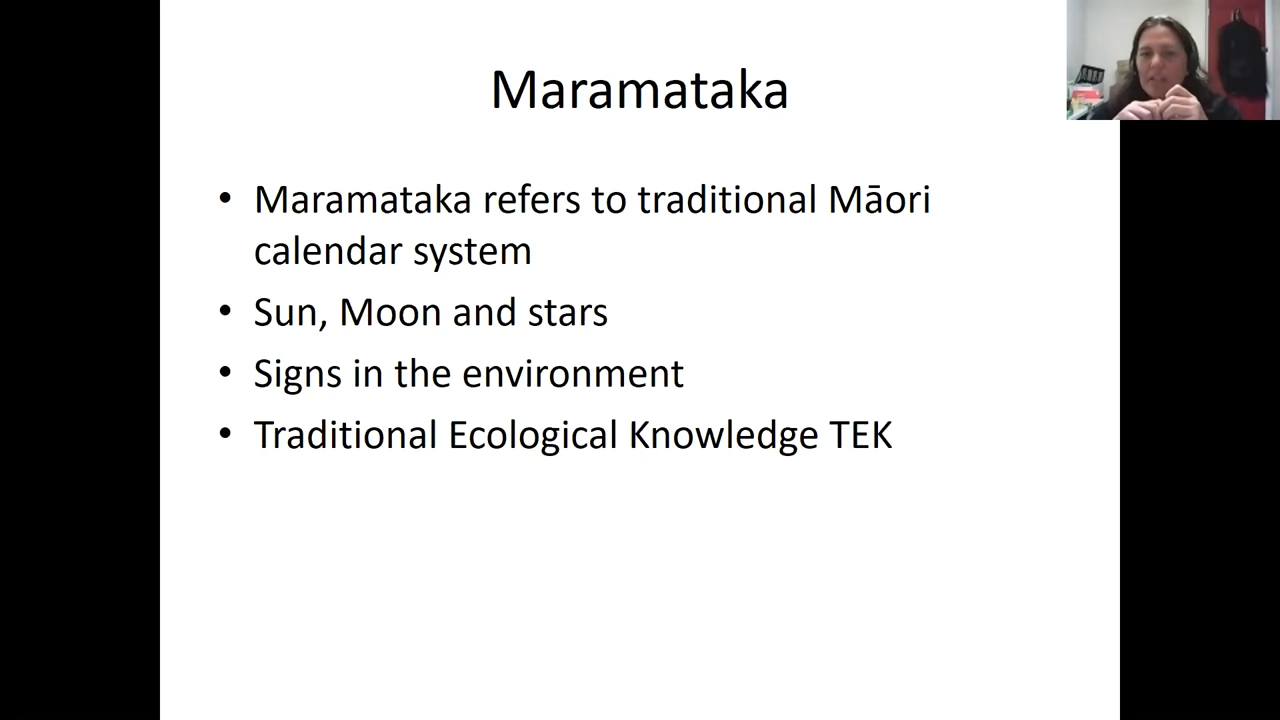 Maramataka
• Maramataka refers to traditional Māori
calendar system
• Sun, Moon and stars
• Signs in the environment
• Traditional Ecological Knowledge TEK